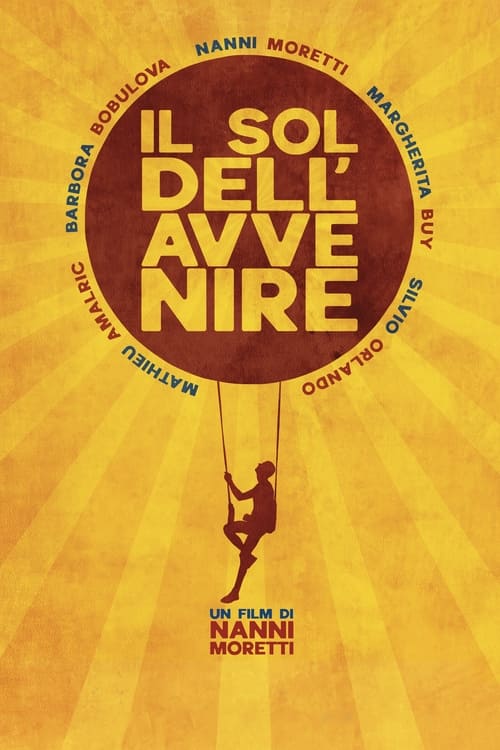 BARBORA BOBULOVA
NANNI MORETTI
MARGHERITA BUY
SILVIO ORLANDO
MATHIEU AMALRIC
IL SOL
DELL'
AVVE
NIRE
UN FILM DI
NANNI
MORETTI